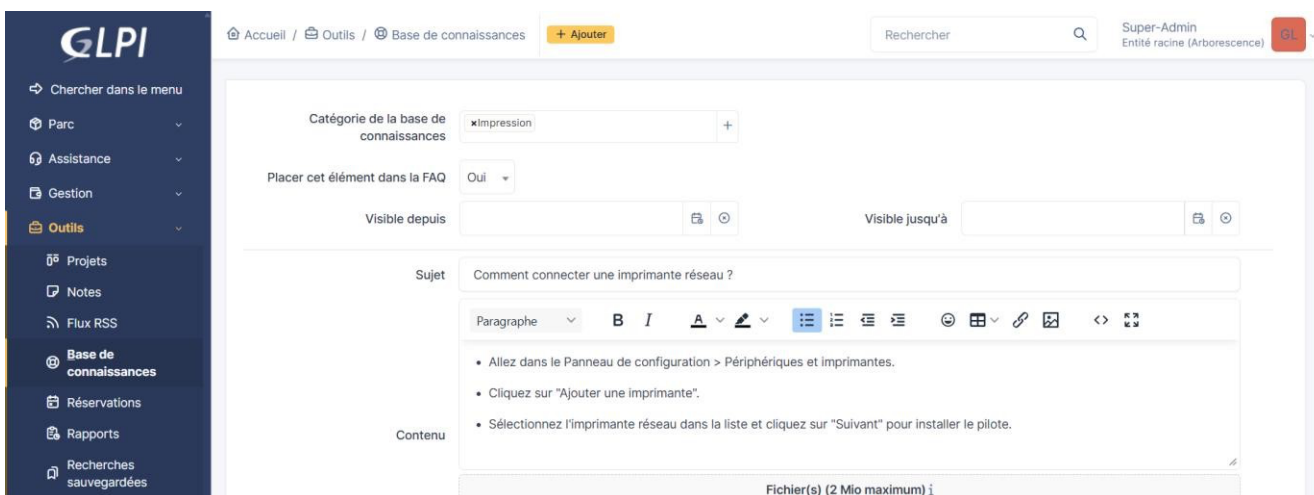 GLPI
Accueil / Outils / Base de connaissances
+ Ajouter
Rechercher
Super-Admin
Entité racine (Arborescence)
GL
Chercher dans le menu
Parc
Assistance
Gestion
Outils
Projets
Notes
Flux RSS
Base de
connaissances
Réservations
Rapports
Recherches
sauvegardées
Catégorie de la base de
connaissances
×Impression
+
Placer cet élément dans la FAQ
Oui
Visible depuis
Visible jusqu'à
Sujet
Comment connecter une imprimante réseau ?
Paragraphe
B I A
Contenu
• Allez dans le Panneau de configuration > Périphériques et imprimantes.
• Cliquez sur "Ajouter une imprimante".
• Sélectionnez l'imprimante réseau dans la liste et cliquez sur "Suivant" pour installer le pilote.
Fichier(s) (2 Mio maximum) i